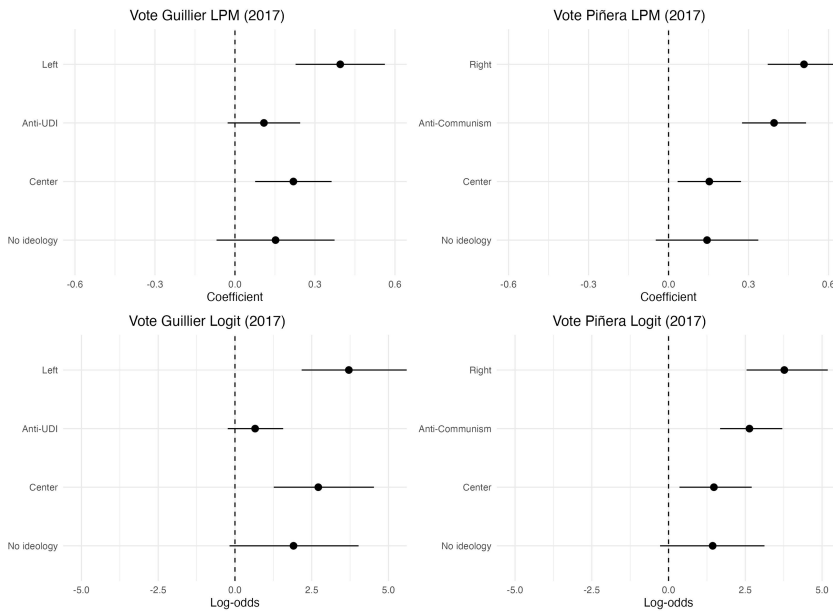 Vote Guillier LPM (2017)
Left
Anti-UDI
Center
No ideology
-0.6 -0.3 0.0 0.3 0.6
Coefficient
Vote Piñera LPM (2017)
Right
Anti-Communism
Center
No ideology
-0.6 -0.3 0.0 0.3 0.6
Coefficient
Vote Guillier Logit (2017)
Left
Anti-UDI
Center
No ideology
-5.0 -2.5 0.0 2.5 5.0
Log-odds
Vote Piñera Logit (2017)
Right
Anti-Communism
Center
No ideology
-5.0 -2.5 0.0 2.5 5.0
Log-odds